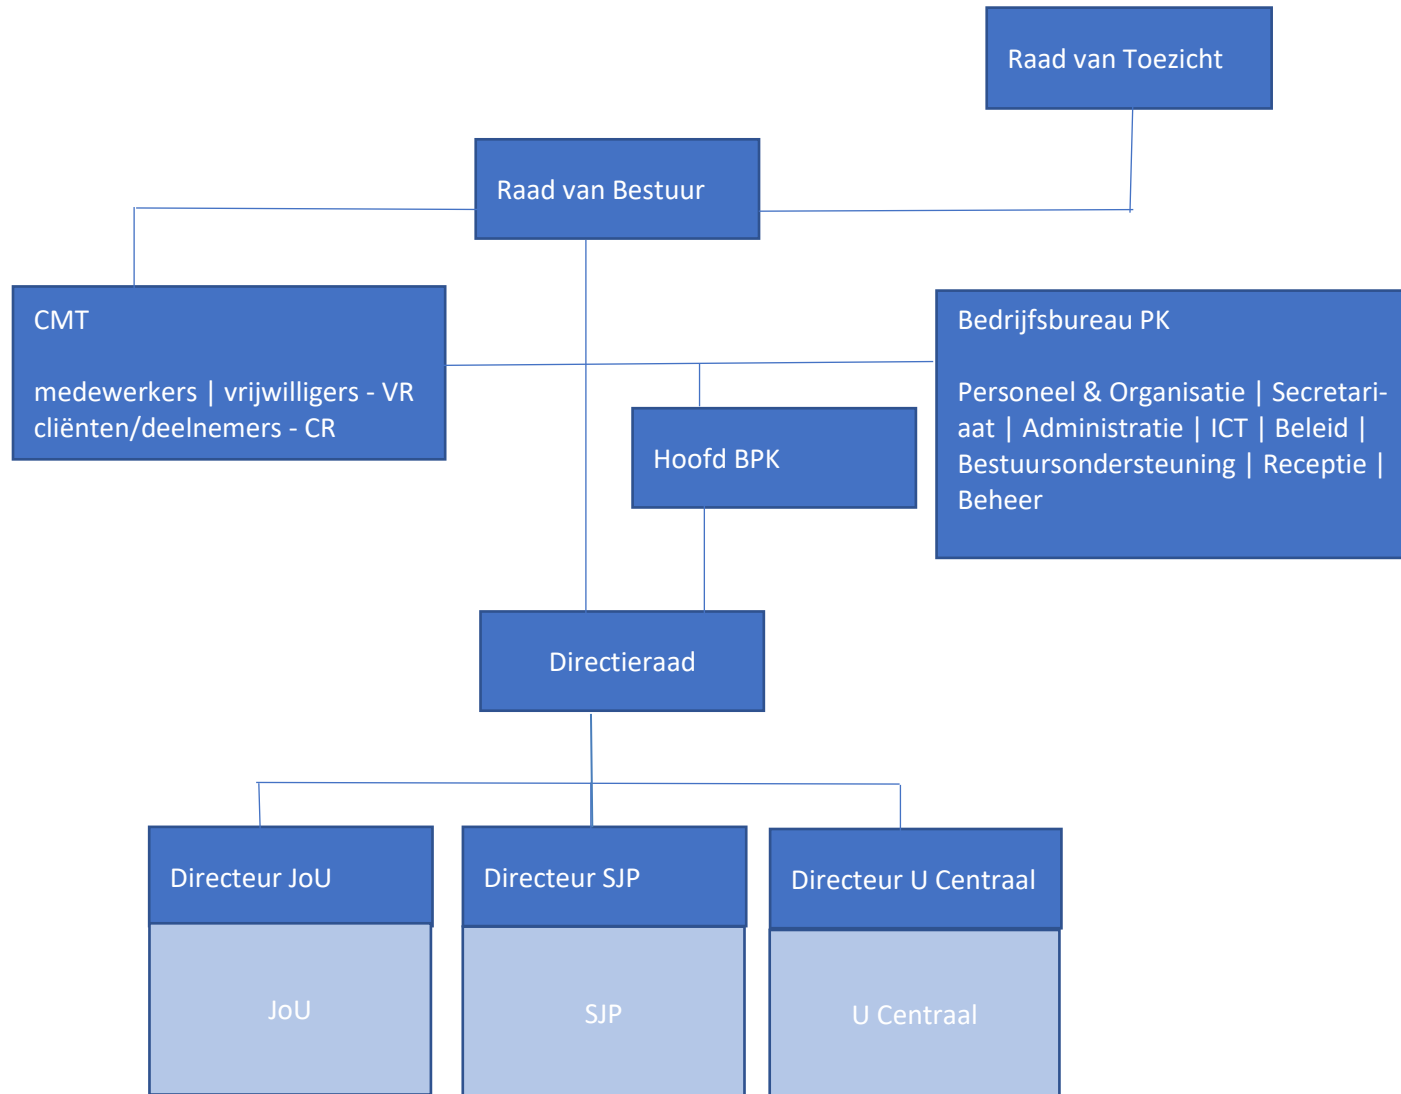 Raad van Toezicht
Raad van Bestuur
CMT
medewerkers | vrijwilligers - VR
cliënten/deelnemers - CR
Bedrijfsbureau PK
Personeel & Organisatie | Secretari-
aat | Administratie | ICT | Beleid |
Bestuursondersteuning | Receptie |
Beheer
Hoofd BPK
Directieraad
Directeur JoU
Directeur SJP
Directeur U Centraal
JoU
SJP
U Centraal